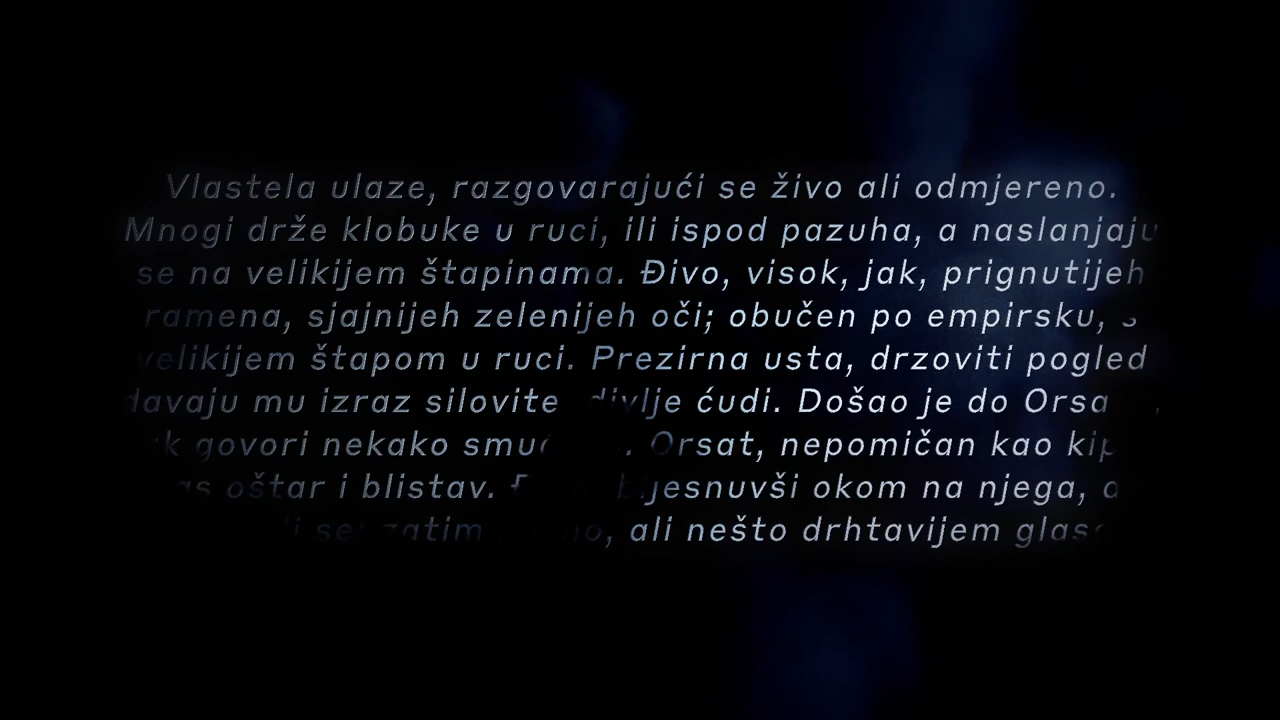 Vlastela ulaze, razgovarajući se živo ali odmjereno.
Mnogi drže klobuke u ruci, ili ispod pazuha, a naslanjaju
se na velikijem štapinama. Đivo, visok, jak, prignutijeh
ramena, sjajnijeh zelenijeh oči; obučen po empirsku, s
velikijem štapom u ruci. Prezirna usta, drzoviti pogled
davaju mu izraz silovite divlje ćudi. Došao je do
govori nekako Orsat, nepomičan kao kip
oštar i blistav. okom na njega,
zatim ali nešto drhtavijem